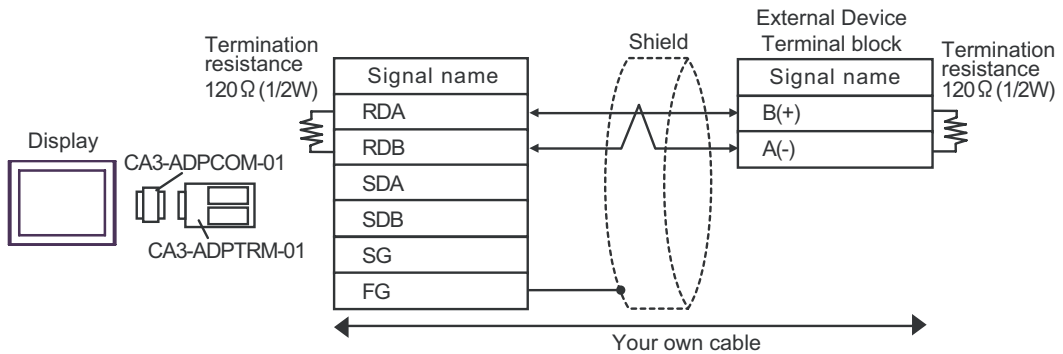 Display
CA3-ADPCOM-01
CA3-ADPTRM-01
Termination
resistance
120Ω(1/2W)
Signal name
RDA
RDB
SDA
SDB
SG
FG
Shield
External Device
Terminal block
Signal name
B(+)
A(-)
Termination
resistance
120Ω(1/2W)
Your own cable